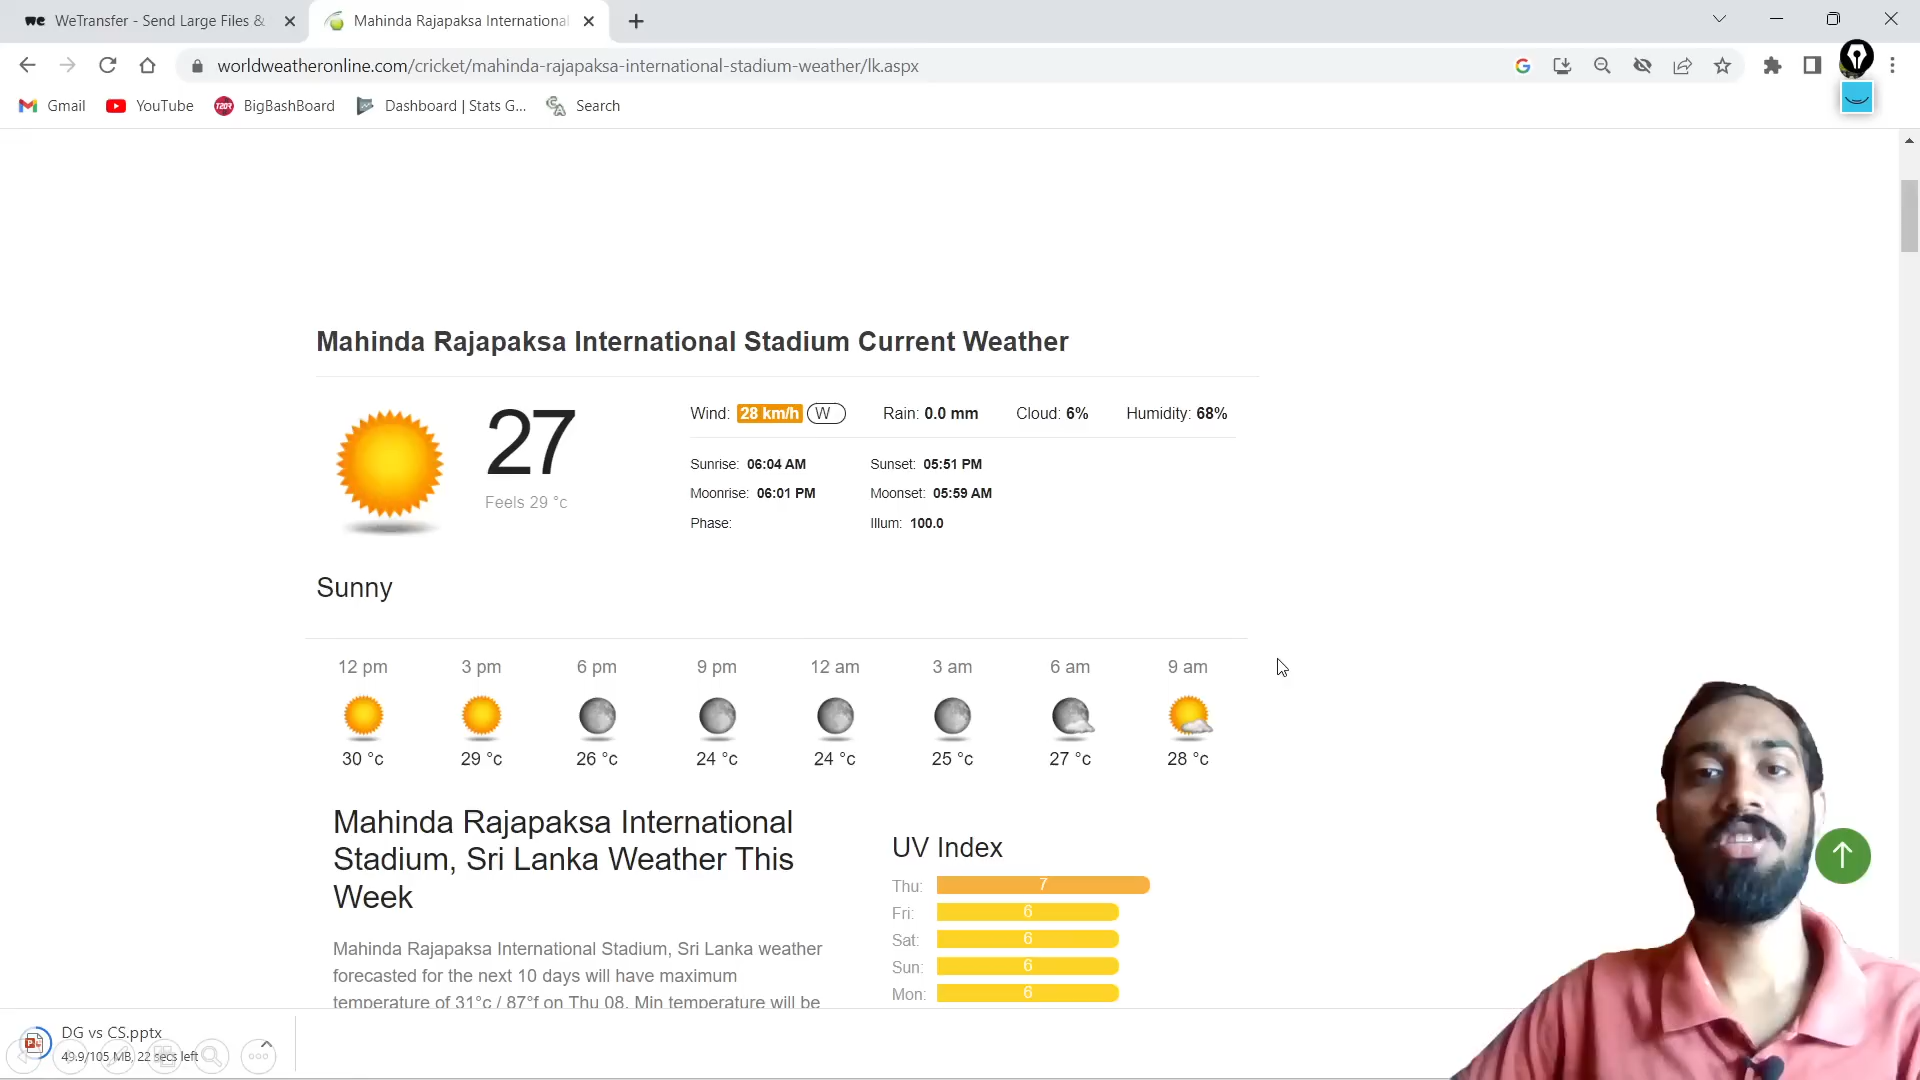 WeTransfer - Send Large Files &
Mahinda Rajapaksa International
worldweatheronline.com/cricket/mahinda-rajapaksa-international-stadium-weather/lk.aspx
Gmail
YouTube
BigBashBoard
Dashboard | Stats G...
Search
Mahinda Rajapaksa International Stadium Current Weather
27
Feels 29 °c
Wind: 28 km/h W
Rain: 0.0 mm
Cloud: 6%
Humidity: 68%
Sunrise: 06:04 AM
Sunset: 05:51 PM
Moonrise: 06:01 PM
Moonset: 05:59 AM
Phase:
Illum: 100.0
Sunny
12 pm 3 pm 6 pm 9 pm 12 am 3 am 6 am 9 am
30 °c 29 °c 26 °c 24 °c 24 °c 25 °c 27 °c 28 °c
Mahinda Rajapaksa International
Stadium, Sri Lanka Weather This
Week
Mahinda Rajapaksa International Stadium, Sri Lanka weather
forecasted for the next 10 days will have maximum
temperature of 31°c / 87°f on Thu 08. Min temperature will be
UV Index
Thu: 7
Fri: 6
Sat: 6
Sun: 6
Mon: 6
DG vs CS.pptx
49.9/105 MB, 22 secs left